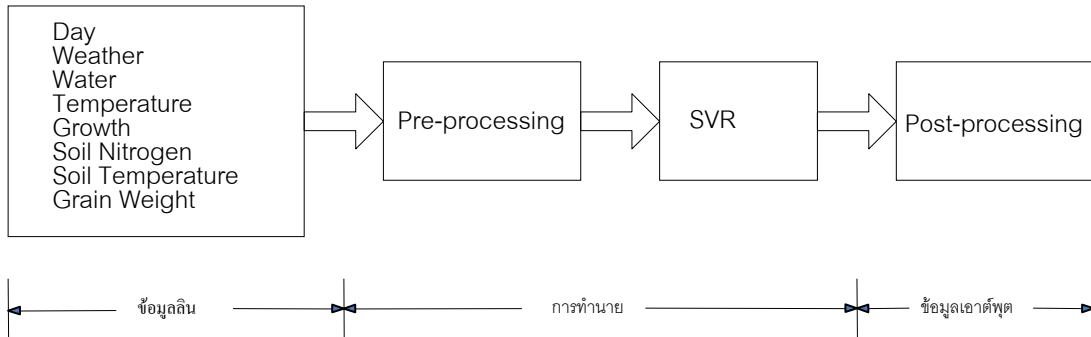 Day
Weather
Water
Temperature
Growth
Soil Nitrogen
Soil Temperature
Grain Weight
Pre-processing
SVR
Post-processing
ข้อมูลลิน
การทำนาย
ข้อมูลเอาต์พุต